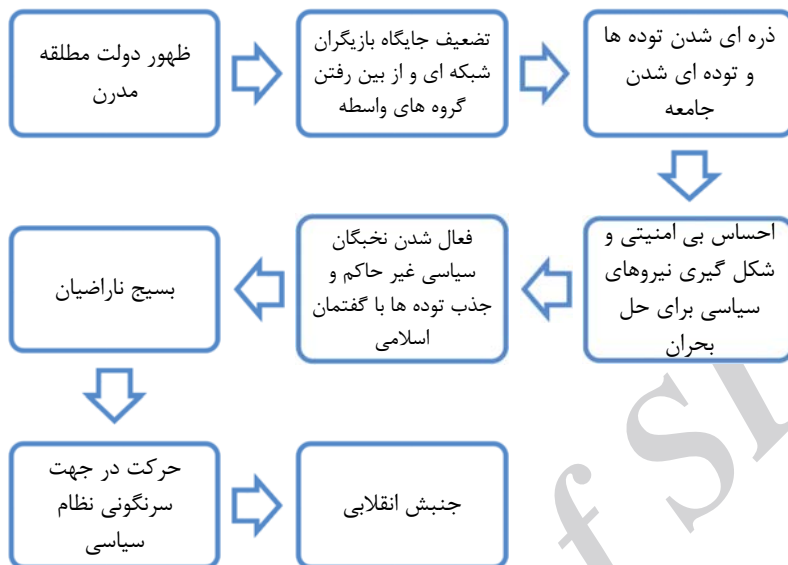 ظهور دولت مطلقه
مدرن
تضعیف جایگاه بازیگران
شبکه ای و از بین رفتن
گروه های واسطه
ذره ای شدن توده ها
و توده ای شدن
جامعه
احساس بی امنیتی و
شکل گیری نیروهای
سیاسی برای حل
بحران
فعال شدن نخبگان
سیاسی غیر حاکم و
جذب توده ها با گفتمان
اسلامی
بسیج ناراضیان
حرکت در جهت
سرنگونی نظام
سیاسی
جنبش انقلابی
f SI